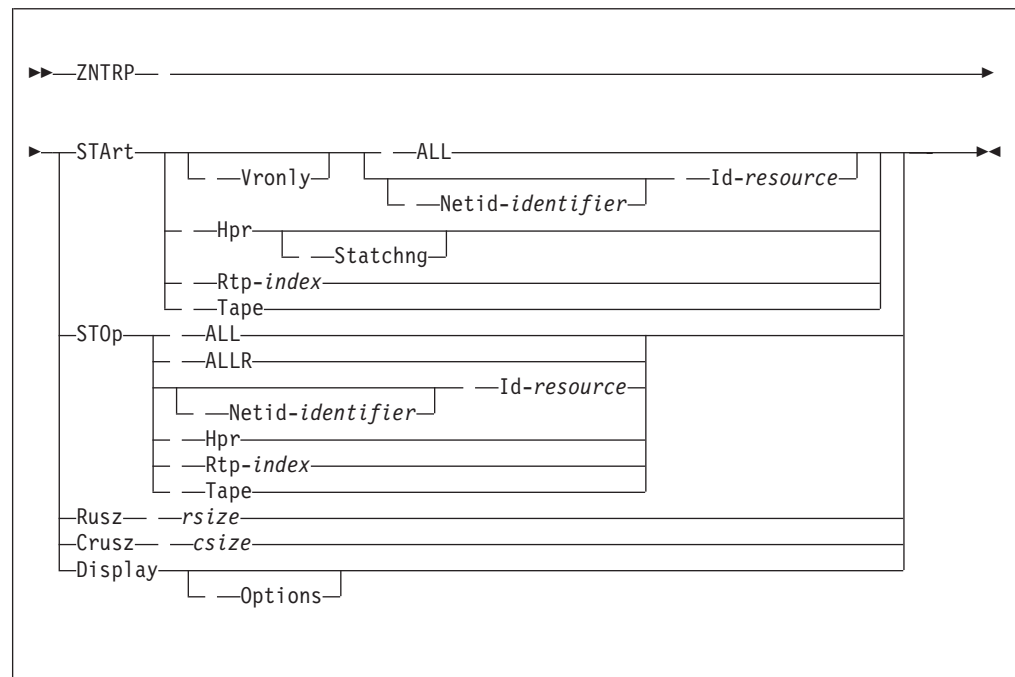 ZNTRP
STArt ALL
Vronly Id-resource
Netid-identifier
Hpr
Statchng
Rtp-index
Tape
STOp ALL
ALLR
Id-resource
Netid-identifier
Hpr
Rtp-index
Tape
Rusz rsize
Crusz csize
Display
Options